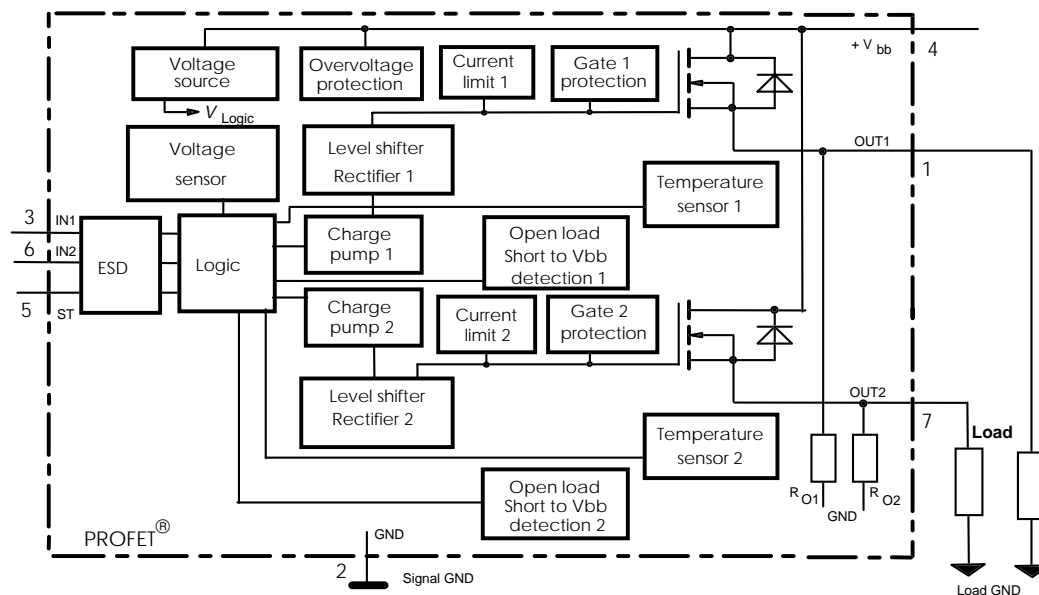 + V bb
4
Voltage
source
Overvoltage
protection
Current
limit 1
Gate 1
protection
V Logic
Voltage
sensor
Level shifter
Rectifier 1
OUT1
1
Temperature
sensor 1
3
IN1
6
IN2
5
ST
ESD
Logic
Charge
pump 1
Open load
Short to Vbb
detection 1
Charge
pump 2
Current
limit 2
Gate 2
protection
Level shifter
Rectifier 2
OUT2
7
Load
Temperature
sensor 2
R O1
R O2
GND
Open load
Short to Vbb
detection 2
PROFET®
GND
2
Signal GND
Load GND